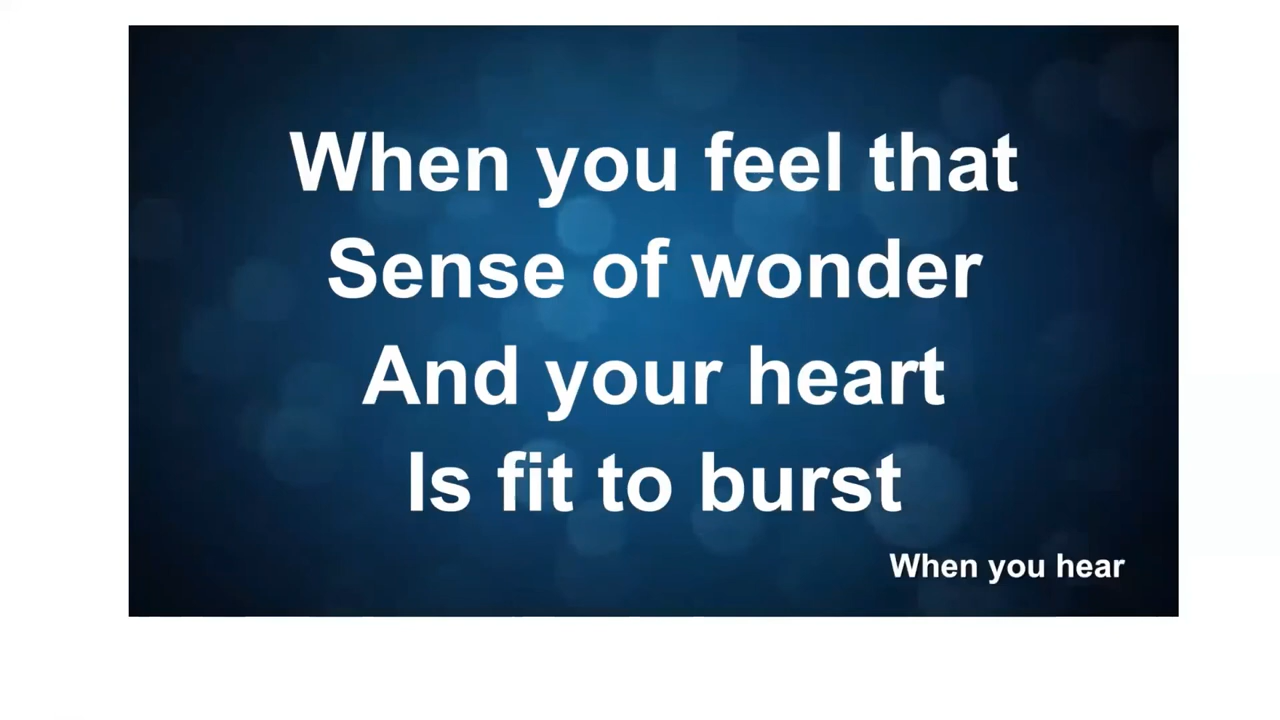 When you feel that
Sense of wonder
And your heart
Is fit to burst
When you hear